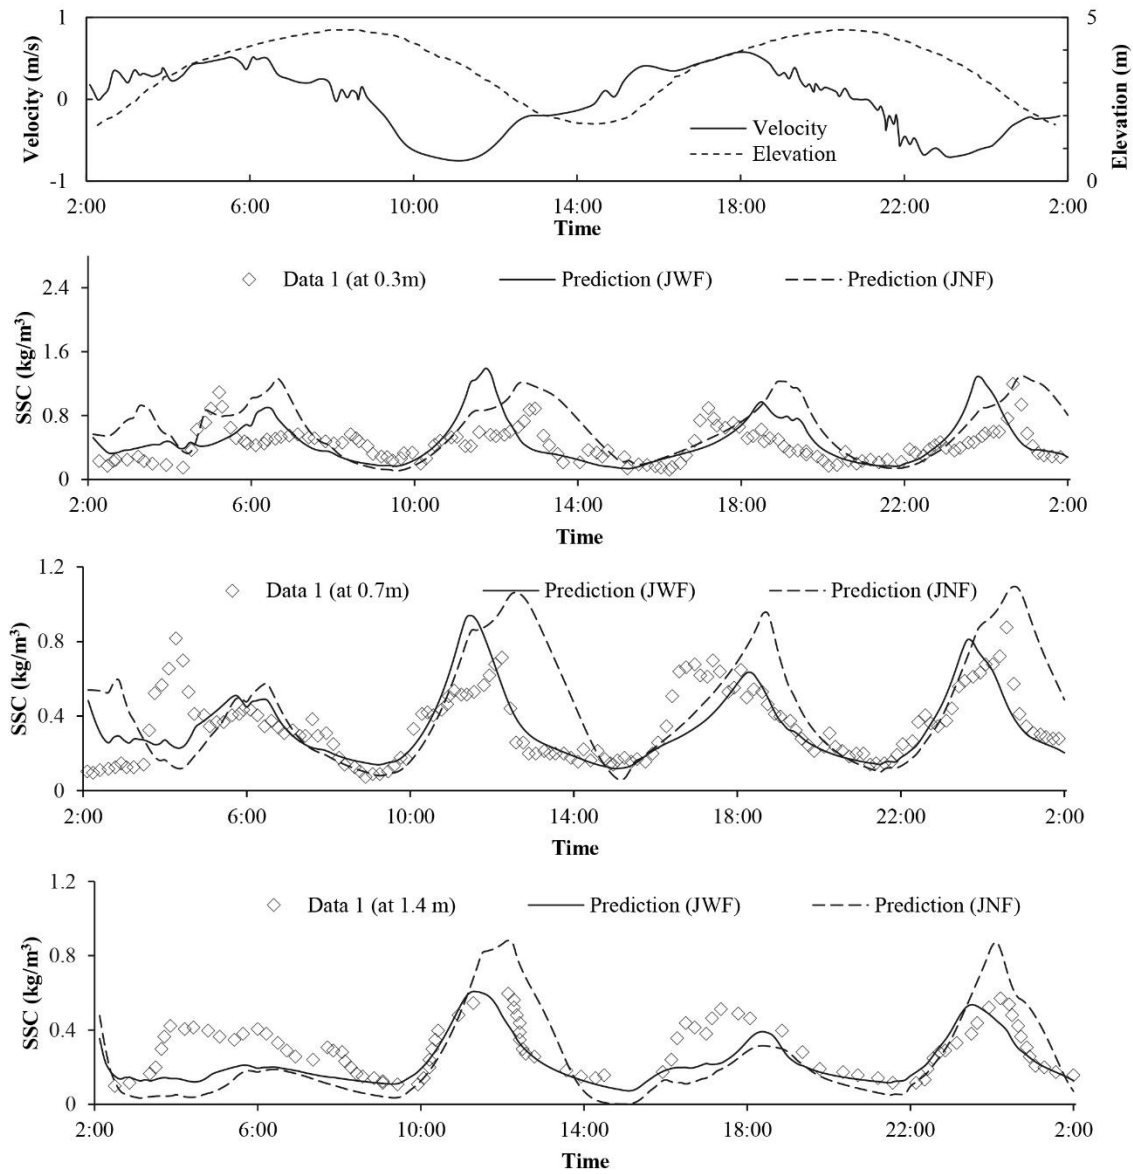 1
0
-1
Velocity (m/s)
5
0
Elevation (m)
Velocity
Elevation
2:00 6:00 10:00 14:00 18:00 22:00 2:00
Time
Data 1 (at 0.3m) Prediction (JWF) Prediction (JNF)
2.4
1.6
0.8
0
SSC (kg/m³)
2:00 6:00 10:00 14:00 18:00 22:00 2:00
Time
Data 1 (at 0.7m) Prediction (JWF) Prediction (JNF)
1.2
0.8
0.4
0
SSC (kg/m³)
2:00 6:00 10:00 14:00 18:00 22:00 2:00
Time
Data 1 (at 1.4 m) Prediction (JWF) Prediction (JNF)
1.2
0.8
0.4
0
SSC (kg/m³)
2:00 6:00 10:00 14:00 18:00 22:00 2:00
Time